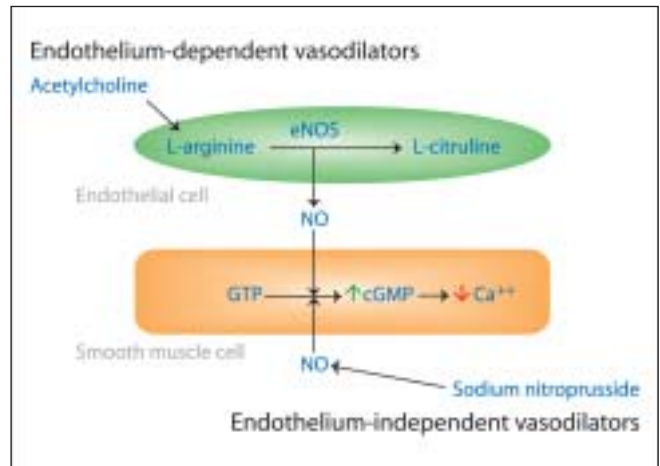 Endothelium-dependent vasodilators
Acetylcholine
eNOS
L-arginine
L-citruline
Endothelial cell
NO
GTP
↑cGMP
↓Ca++
Smooth muscle cell
NO
Sodium nitroprusside
Endothelium-independent vasodilators